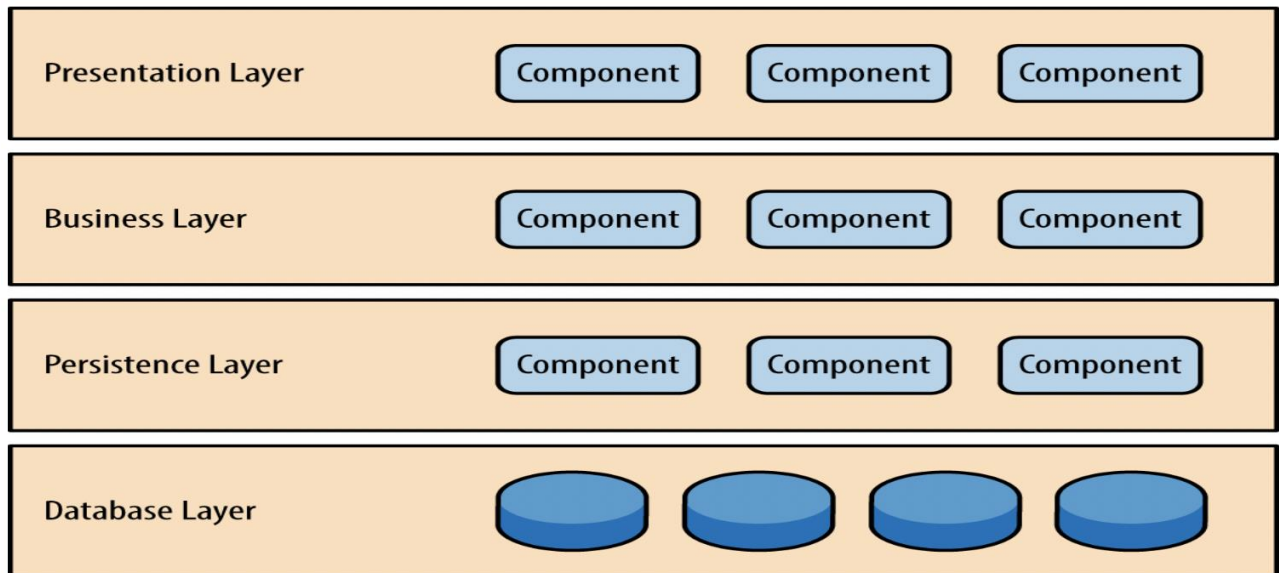 Presentation Layer Component Component Component
Business Layer Component Component Component
Persistence Layer Component Component Component
Database Layer